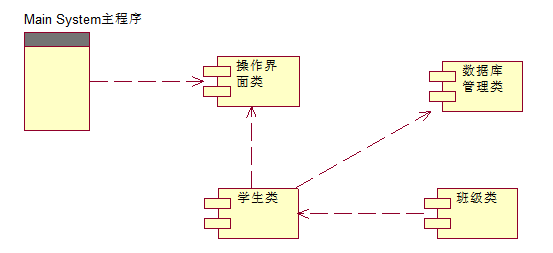 Main System主程序
操作界
面类
数据库
管理类
学生类
班级类